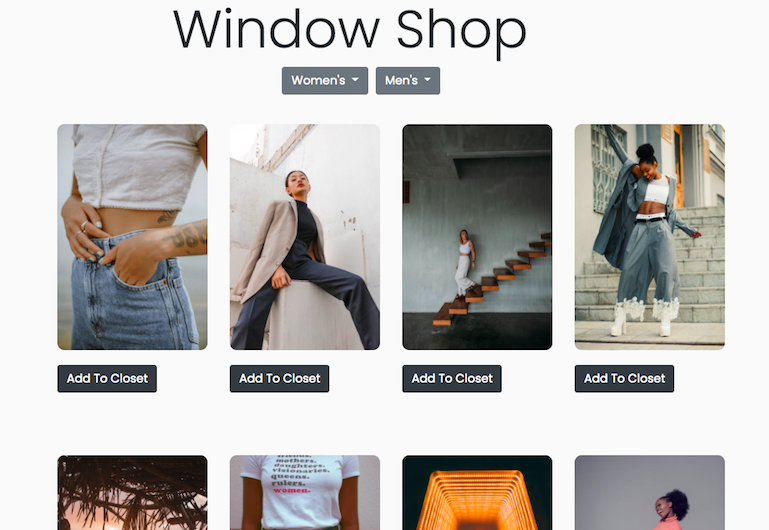 Window Shop
Women's Men's
Add To Closet Add To Closet Add To Closet Add To Closet
mothers.
daughters.
visionaries.
queens.
rulers.
women.